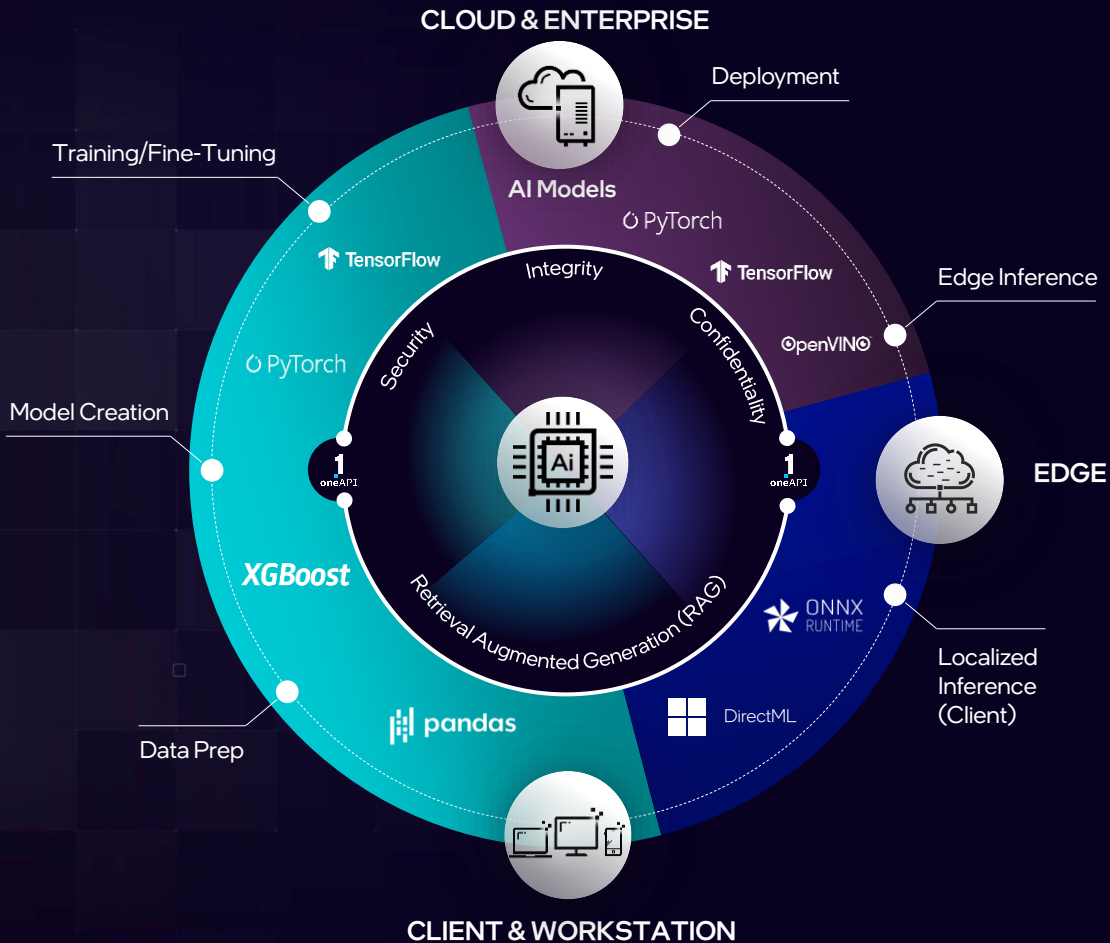 CLOUD & ENTERPRISE
Deployment
Training/Fine-Tuning
AI Models
PyTorch
TensorFlow
TensorFlow
Integrity
Edge Inference
Security
Confidentiality
OpenVINO
PyTorch
Model Creation
Ai
1
oneAPI
1
oneAPI
EDGE
XGBoost
Retrieval Augmented Generation (RAG)
ONNX
RUNTIME
Localized
Inference
(Client)
pandas
DirectML
Data Prep
CLIENT & WORKSTATION